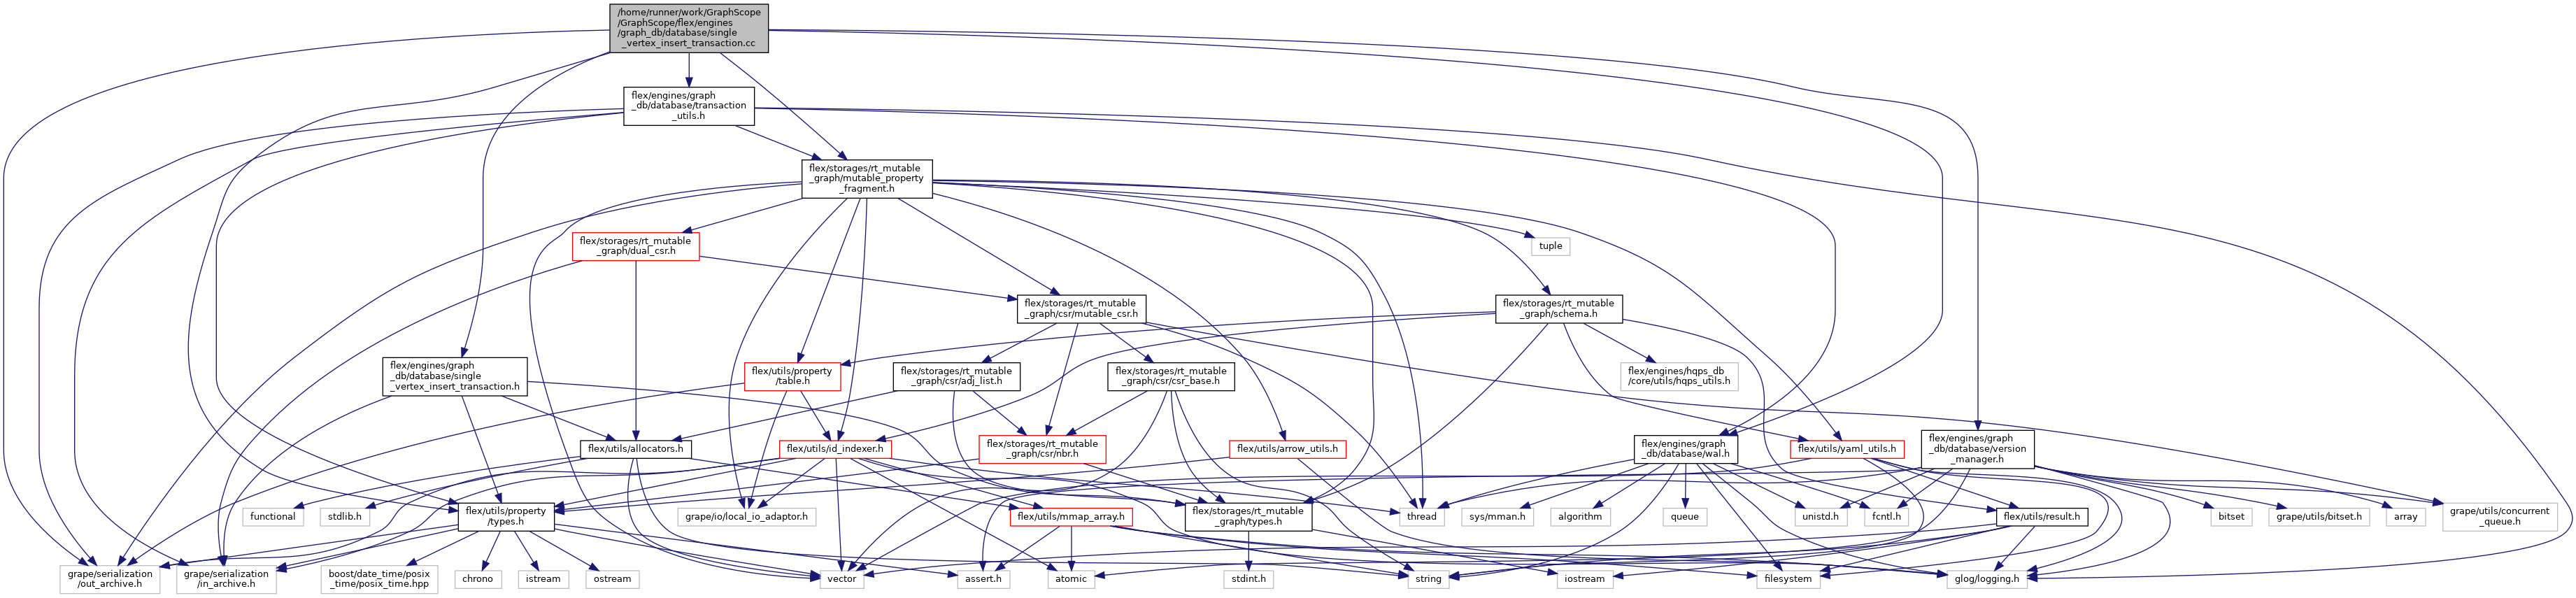 /home/runner/work/GraphScope
/GraphScope/flex/engines
/graph_db/database/single
_vertex_insert_transaction.cc
flex/engines/graph
_db/database/transaction
_utils.h
flex/storages/rt_mutable
_graph/mutable_property
_fragment.h
flex/storages/rt_mutable
_graph/dual_csr.h
tuple
flex/storages/rt_mutable
_graph/csr/mutable_csr.h
flex/storages/rt_mutable
_graph/schema.h
flex/engines/graph
_db/database/single
_vertex_insert_transaction.h
flex/utils/property
/table.h
flex/storages/rt_mutable
_graph/csr/adj_list.h
flex/storages/rt_mutable
_graph/csr/csr_base.h
flex/engines/hqps_db
/core/utils/hqps_utils.h
flex/utils/allocators.h
flex/utils/id_indexer.h
flex/storages/rt_mutable
_graph/csr/nbr.h
flex/utils/arrow_utils.h
flex/engines/graph
_db/database/wal.h
flex/utils/yaml_utils.h
flex/engines/graph
_db/database/version
_manager.h
functional
stdlib.h
flex/utils/property
/types.h
grape/io/local_io_adaptor.h
flex/utils/mmap_array.h
flex/storages/rt_mutable
_graph/types.h
thread
sys/mman.h
algorithm
queue
unistd.h
fcntl.h
flex/utils/result.h
bitset
grape/utils/bitset.h
array
grape/utils/concurrent
_queue.h
grape/serialization
/out_archive.h
grape/serialization
/in_archive.h
boost/date_time/posix
_time/posix_time.hpp
chrono
istream
ostream
vector
assert.h
atomic
stdint.h
string
iostream
filesystem
glog/logging.h